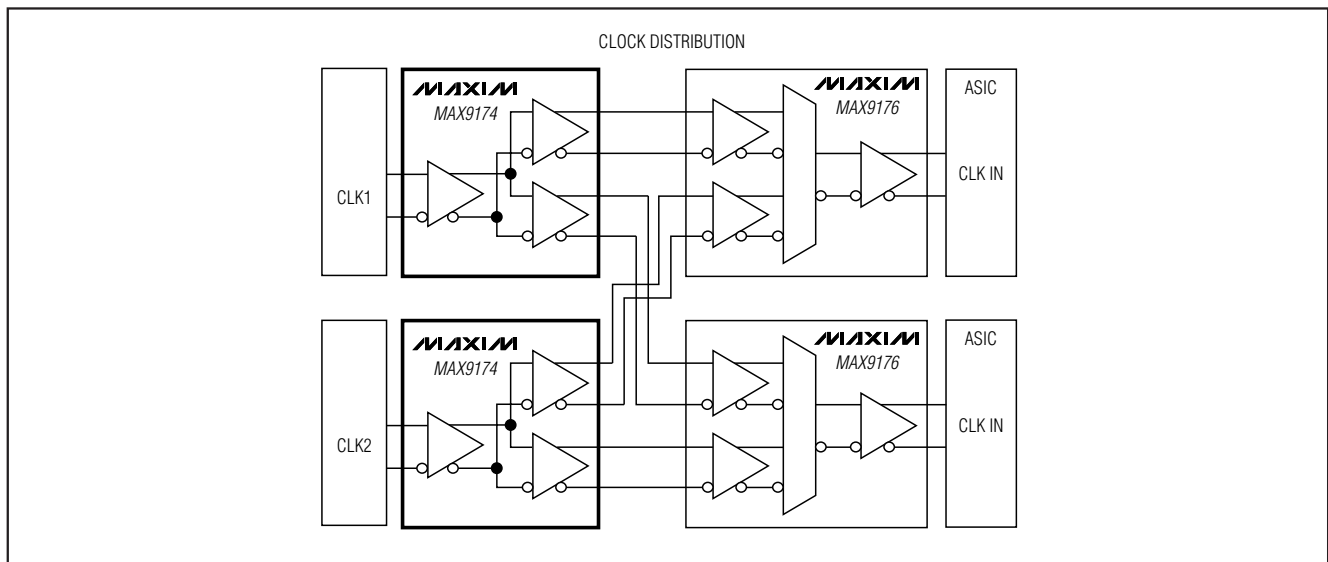 CLOCK DISTRIBUTION
MAXIM
MAX9174
CLK1
MAXIM
MAX9176
ASIC
CLK IN
MAXIM
MAX9174
CLK2
MAXIM
MAX9176
ASIC
CLK IN